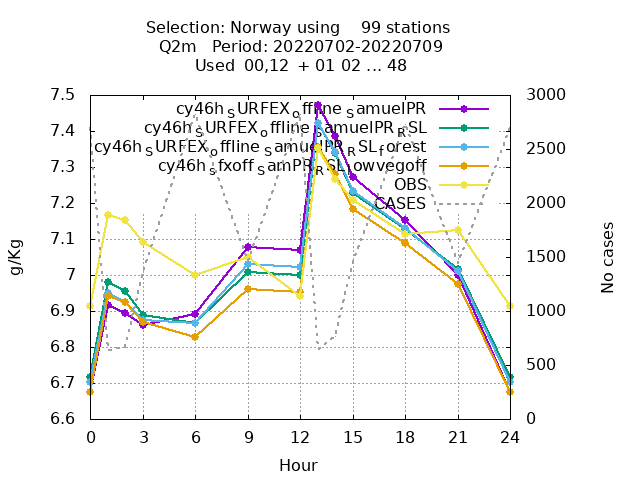 Selection: Norway using 99 stations
Q2m Period: 20220702-20220709
Used 00,12 + 01 02 ... 48
7.5
7.4
7.3
7.2
7.1
7
6.9
6.8
6.7
6.6
g/Kg
cy46h_SURFEX_offline_SamuelPR
cy46h_SURFEX_offline_SamuelPR_RSL
cy46h_SURFEX_offline_SamuelPR_RSL_forest
cy46h_sfxoff_SamPR_RSL_lowvegoff
OBS
CASES
3000
2500
2000
1500
1000
500
0
No cases
0 3 6 9 12 15 18 21 24
Hour